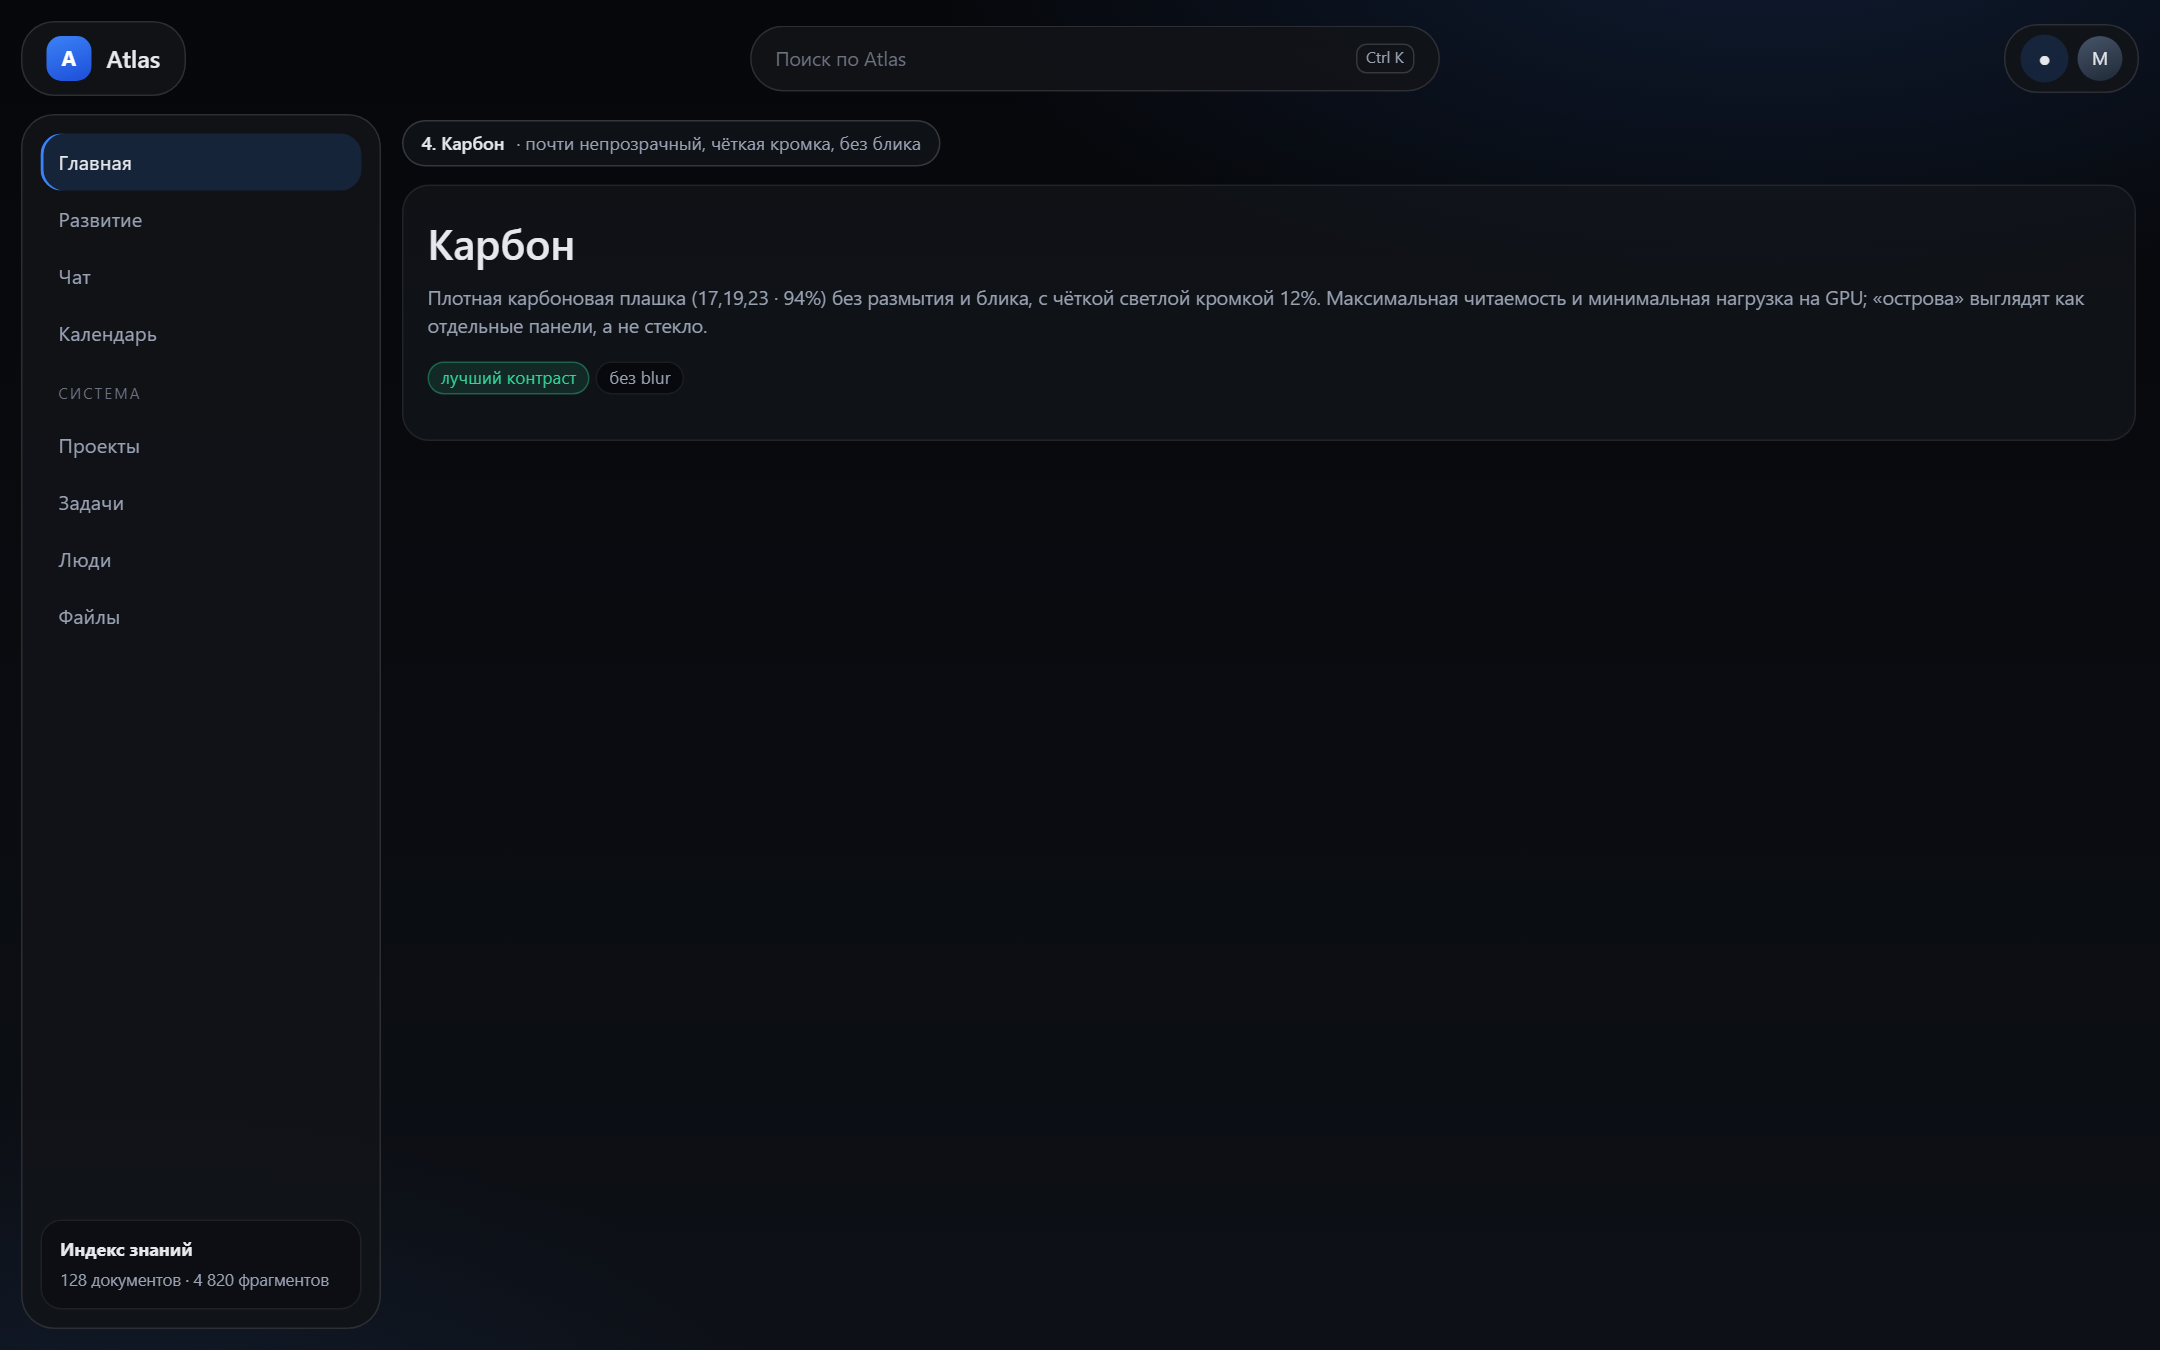 A Atlas
Поиск по Atlas Ctrl K
M
Главная
Развитие
Чат
Календарь
СИСТЕМА
Проекты
Задачи
Люди
Файлы
Индекс знаний
128 документов · 4 820 фрагментов
4. Карбон · почти непрозрачный, чёткая кромка, без блика
Карбон
Плотная карбоновая плашка (17,19,23 · 94%) без размытия и блика, с чёткой светлой кромкой 12%. Максимальная читаемость и минимальная нагрузка на GPU; «острова» выглядят как
отдельные панели, а не стекло.
лучший контраст без blur